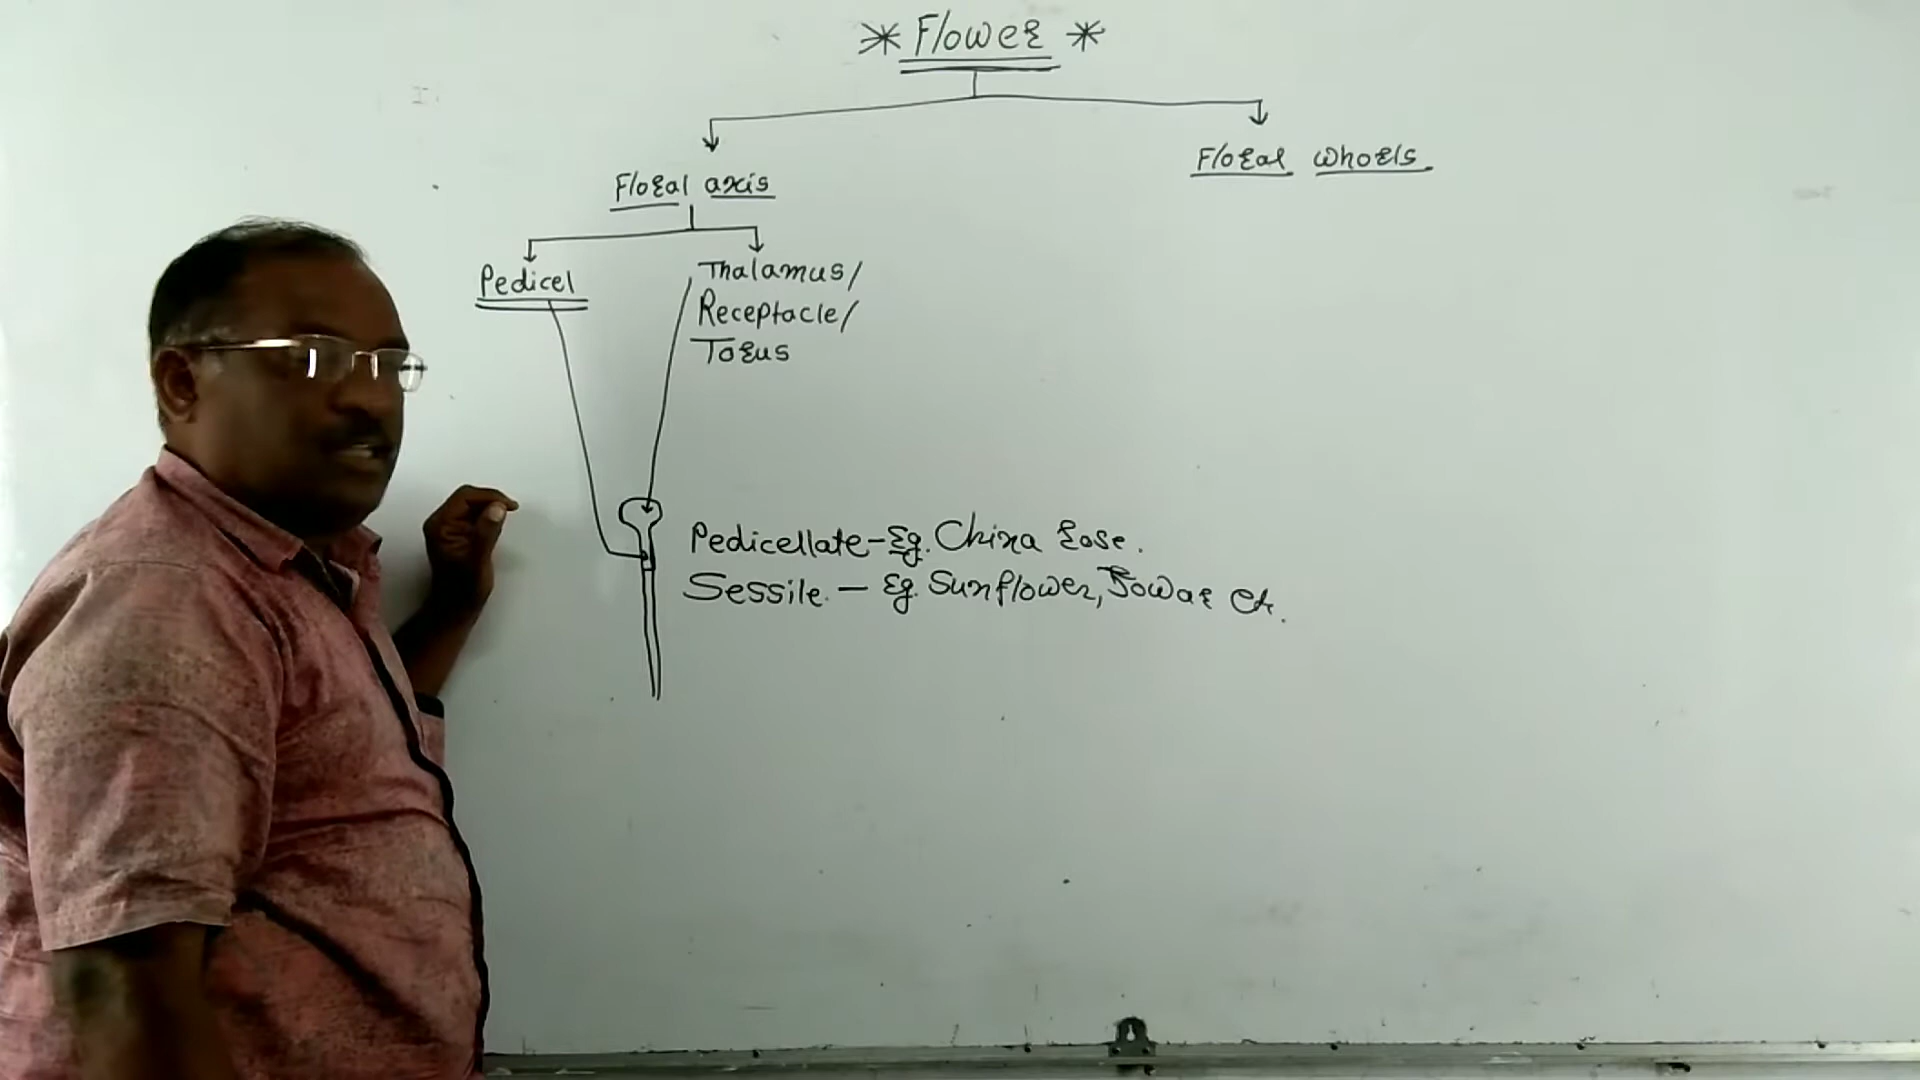 * Flower *
Floral axis
Floral whorls
Pedicel
Thalamus/
Receptacle/
Torus
Pedicellate - Eg. China rose.
Sessile. - Eg. Sunflower, Jowar etc.